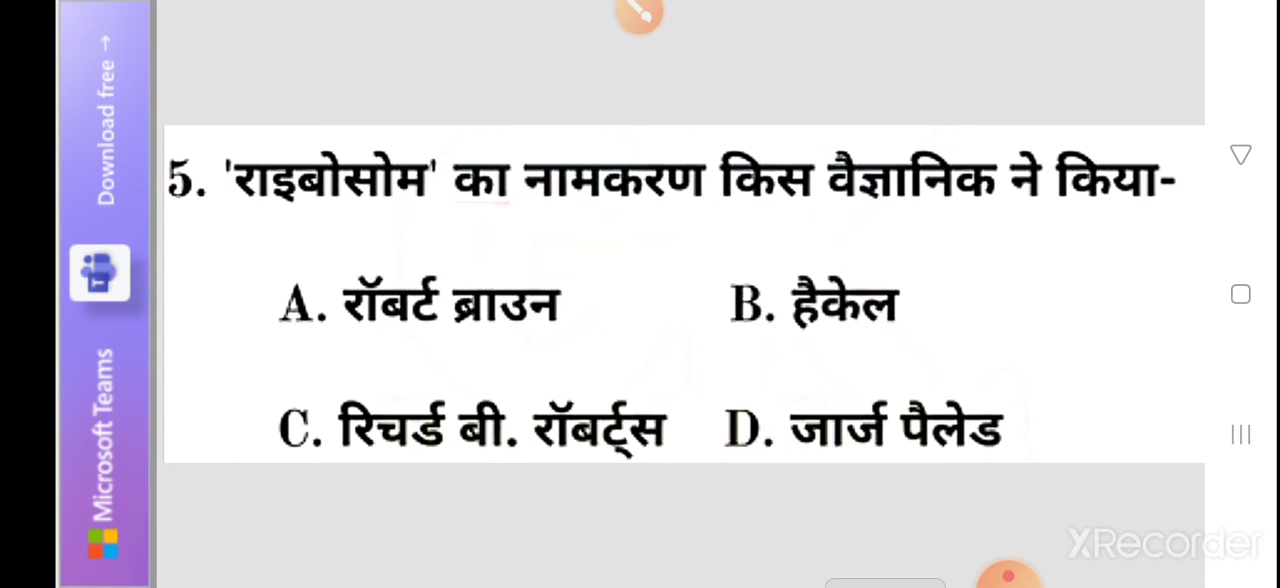 5. 'राइबोसोम' का नामकरण किस वैज्ञानिक ने किया-
A. रॉबर्ट ब्राउन B. हैकेल
C. रिचर्ड बी. रॉबर्ट्स D. जार्ज पैलेड
Microsoft Teams Download free →
XRecorder